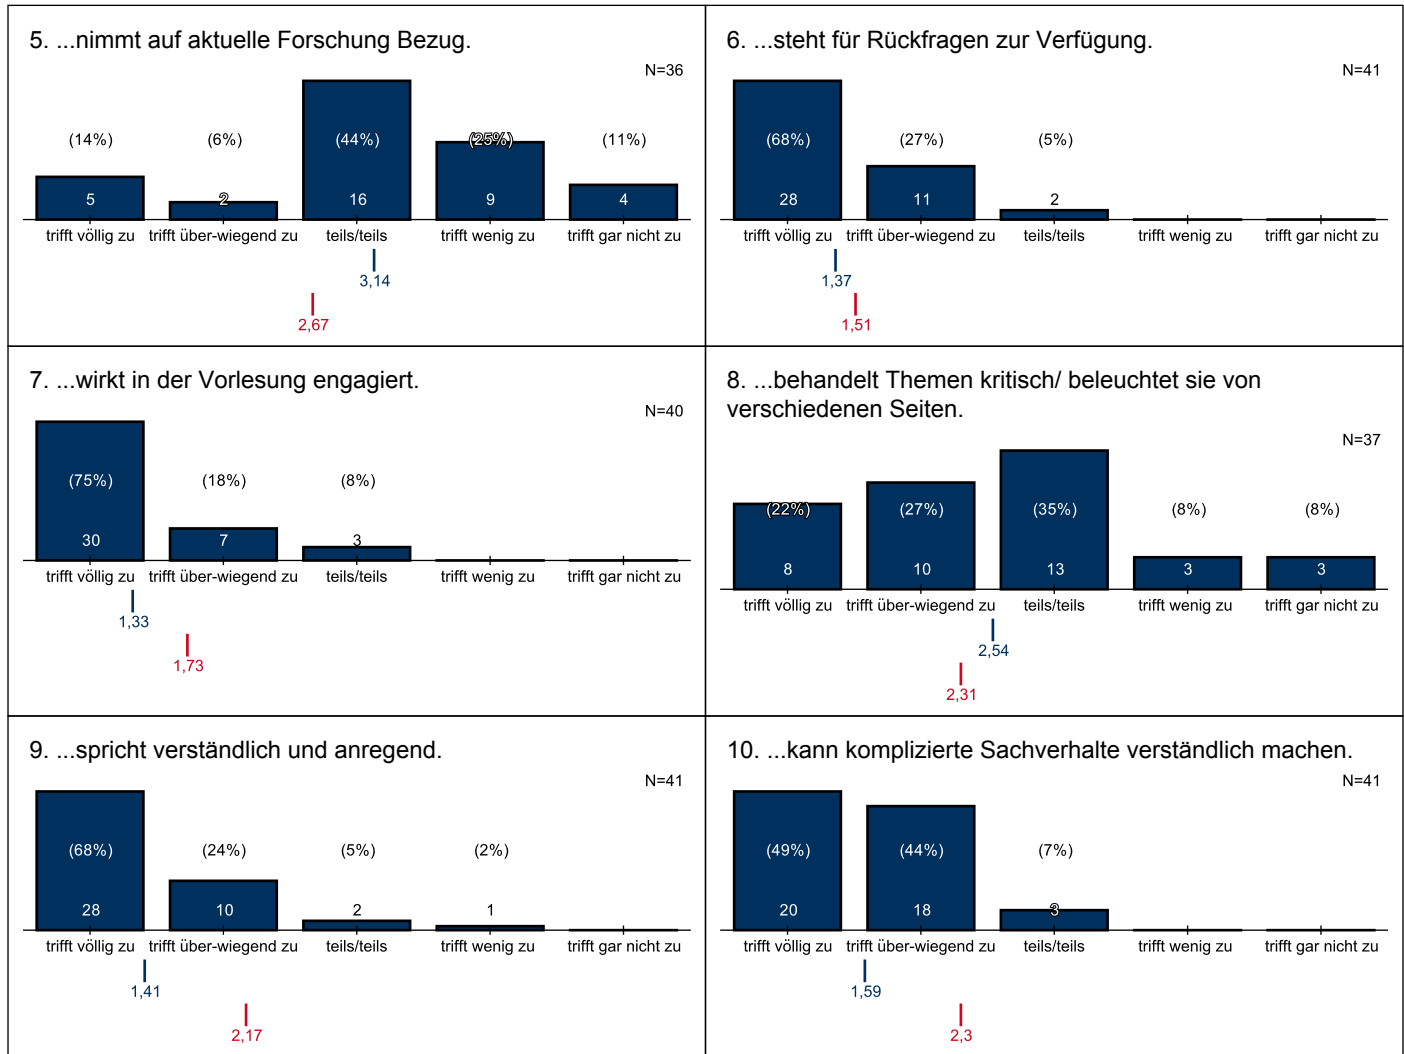 5. ...nimmt auf aktuelle Forschung Bezug.
N=36
(14%) (6%) (44%) (25%) (11%)
5 2 16 9 4
trifft völlig zu trifft über-wiegend zu teils/teils trifft wenig zu trifft gar nicht zu
3,14
2,67
6. ...steht für Rückfragen zur Verfügung.
N=41
(68%) (27%) (5%)
28 11 2
trifft völlig zu trifft über-wiegend zu teils/teils trifft wenig zu trifft gar nicht zu
1,37
1,51
7. ...wirkt in der Vorlesung engagiert.
N=40
(75%) (18%) (8%)
30 7 3
trifft völlig zu trifft über-wiegend zu teils/teils trifft wenig zu trifft gar nicht zu
1,33
1,73
8. ...behandelt Themen kritisch/ beleuchtet sie von
verschiedenen Seiten.
N=37
(22%) (27%) (35%) (8%) (8%)
8 10 13 3 3
trifft völlig zu trifft über-wiegend zu teils/teils trifft wenig zu trifft gar nicht zu
2,54
2,31
9. ...spricht verständlich und anregend.
N=41
(68%) (24%) (5%) (2%)
28 10 2 1
trifft völlig zu trifft über-wiegend zu teils/teils trifft wenig zu trifft gar nicht zu
1,41
2,17
10. ...kann komplizierte Sachverhalte verständlich machen.
N=41
(49%) (44%) (7%)
20 18 3
trifft völlig zu trifft über-wiegend zu teils/teils trifft wenig zu trifft gar nicht zu
1,59
2,3